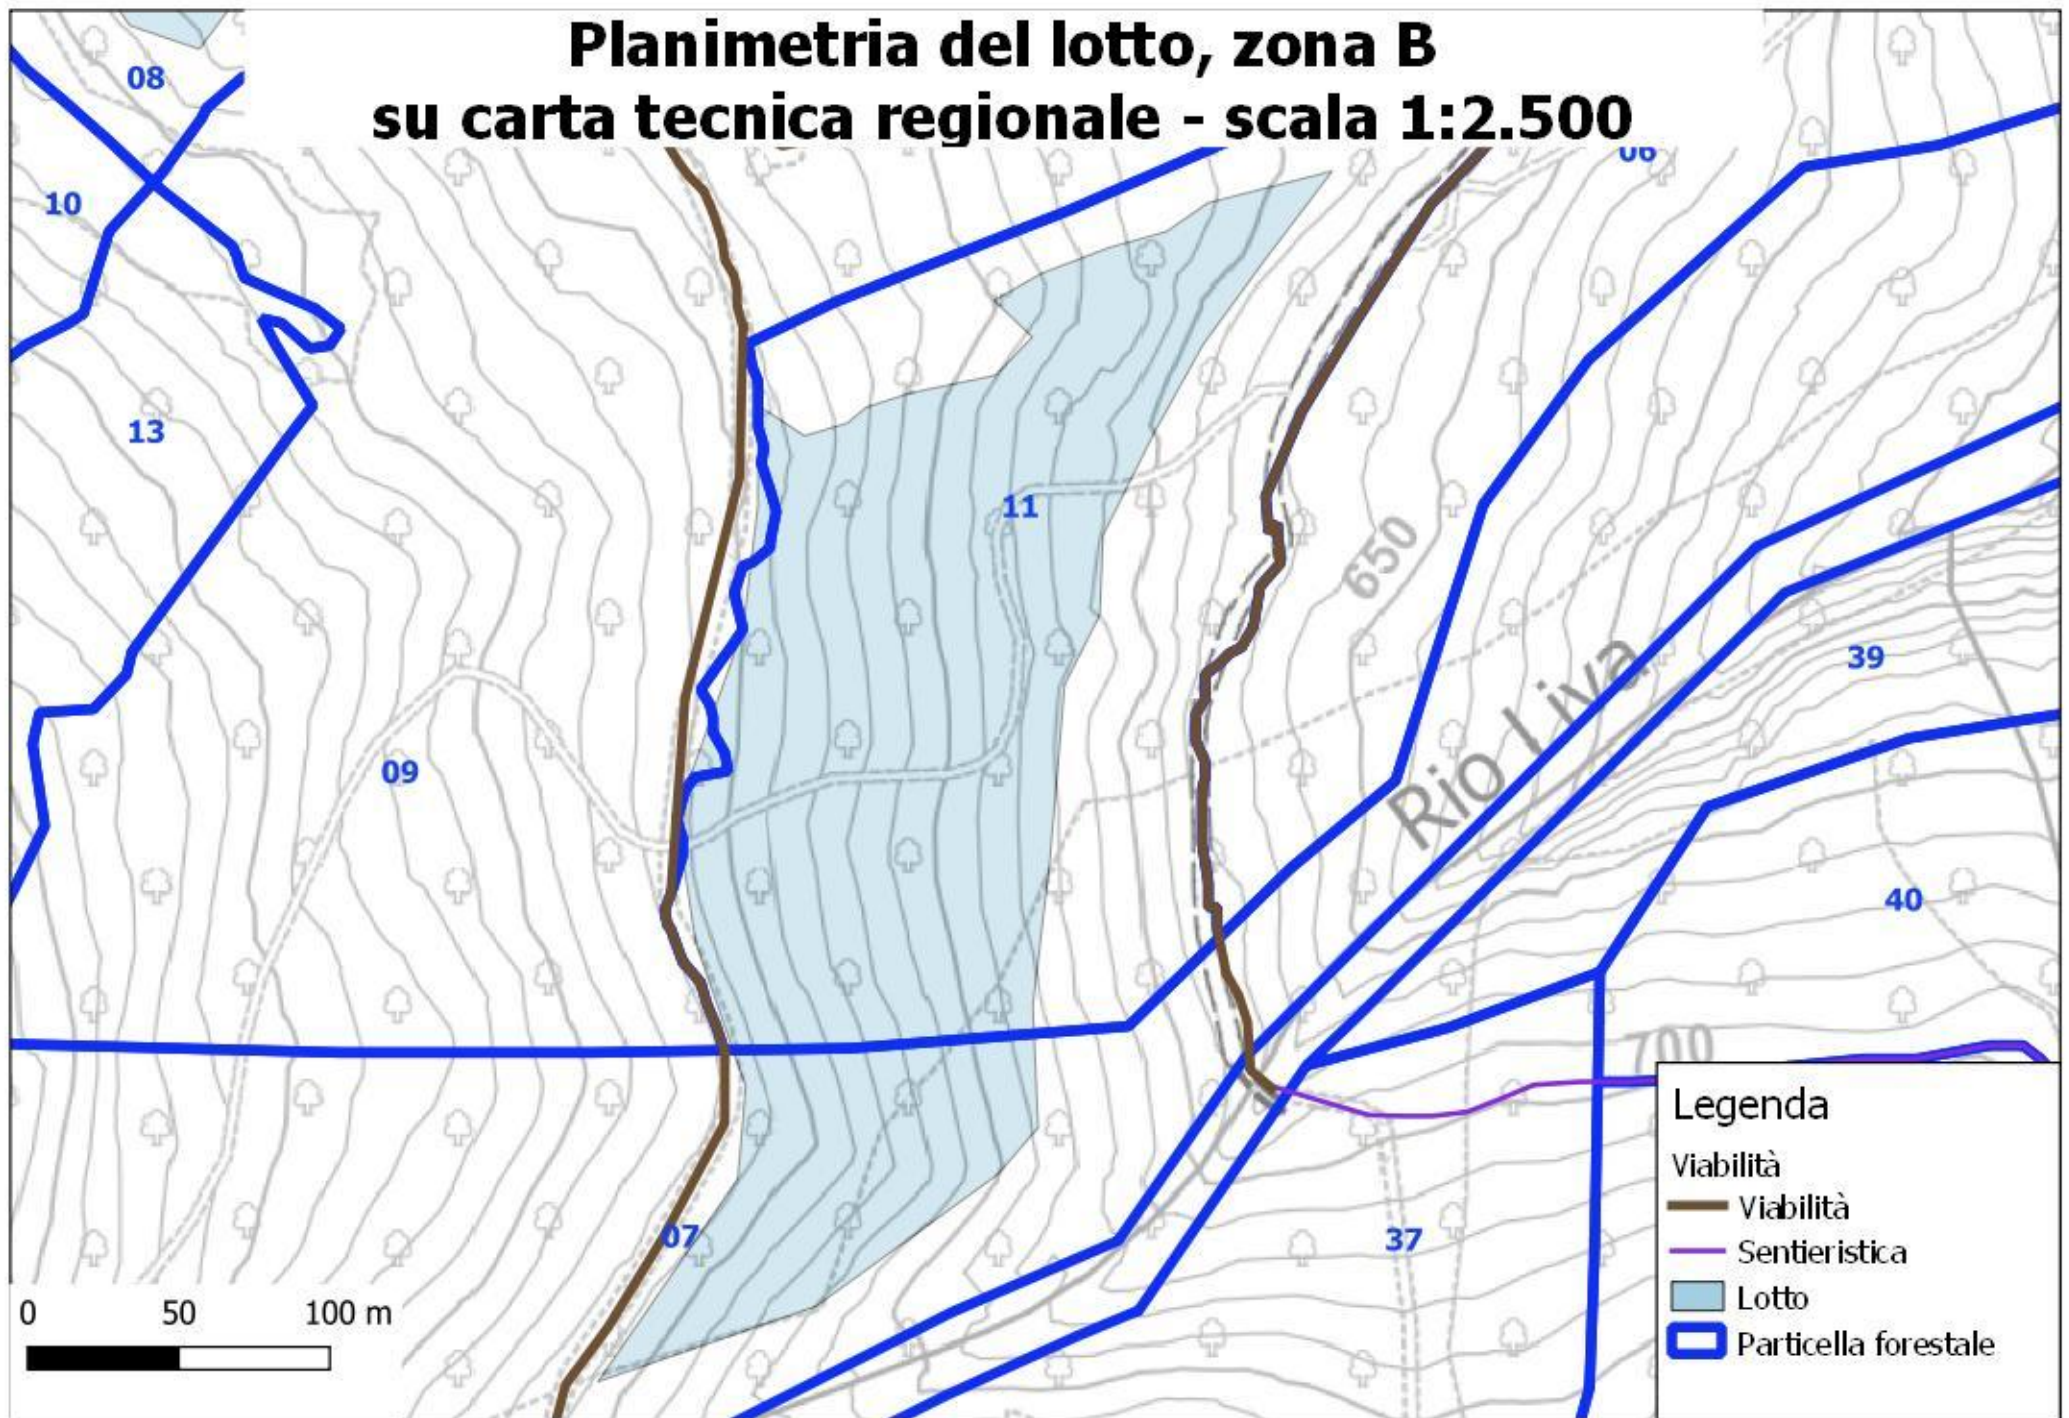 Planimetria del lotto, zona B
su carta tecnica regionale - scala 1:2.500
08
06
10
13
11
650
Rio Liva
39
09
40
700
07
37
0 50 100 m
Legenda
Viabilità
Viabilità
Sentieristica
Lotto
Particella forestale